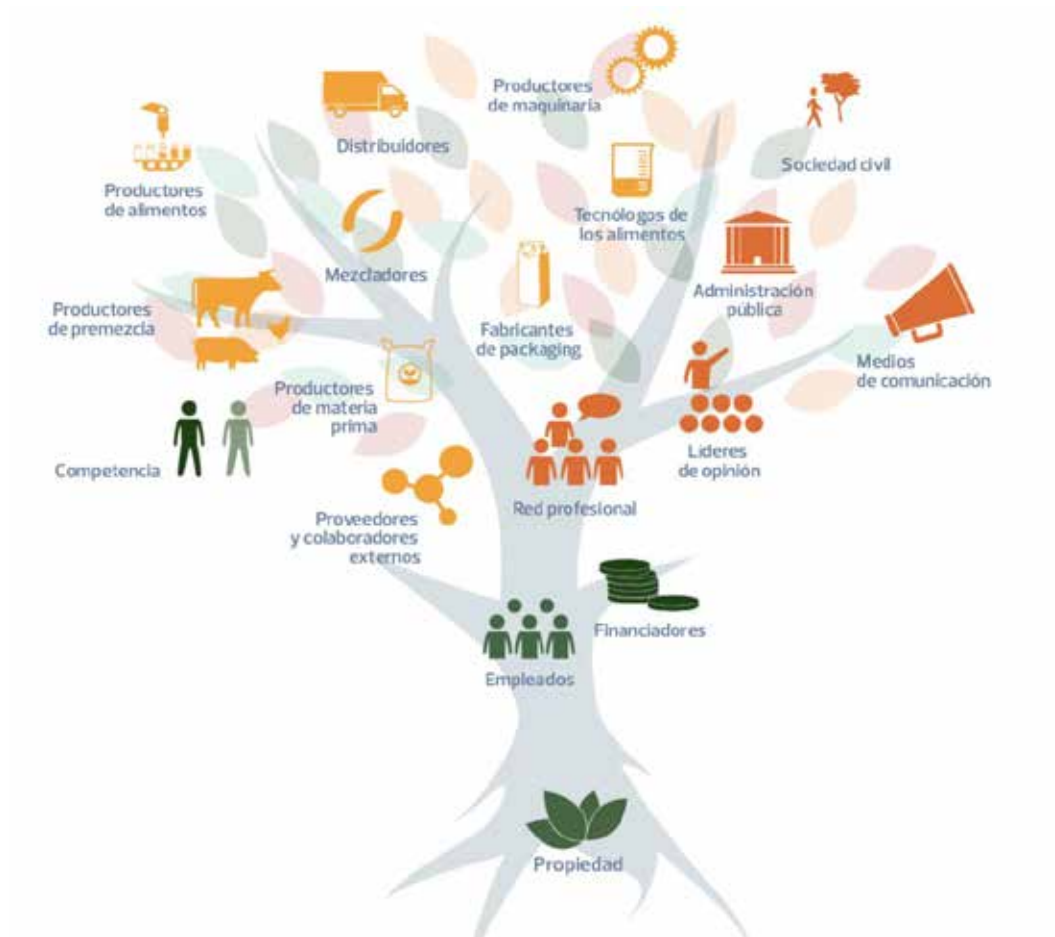 Productores
de maquinaria
Distribuidores
Sociedad civil
Productores
de alimentos
Tecnólogos de
los alimentos
Mezcladores
Administración
pública
Productores
de premezcla
Fabricantes
de packaging
Medios
de comunicación
Productores
de materia
prima
Competencia
Líderes
de opinión
Red profesional
Proveedores
y colaboradores
externos
Financiadores
Empleados
Propiedad